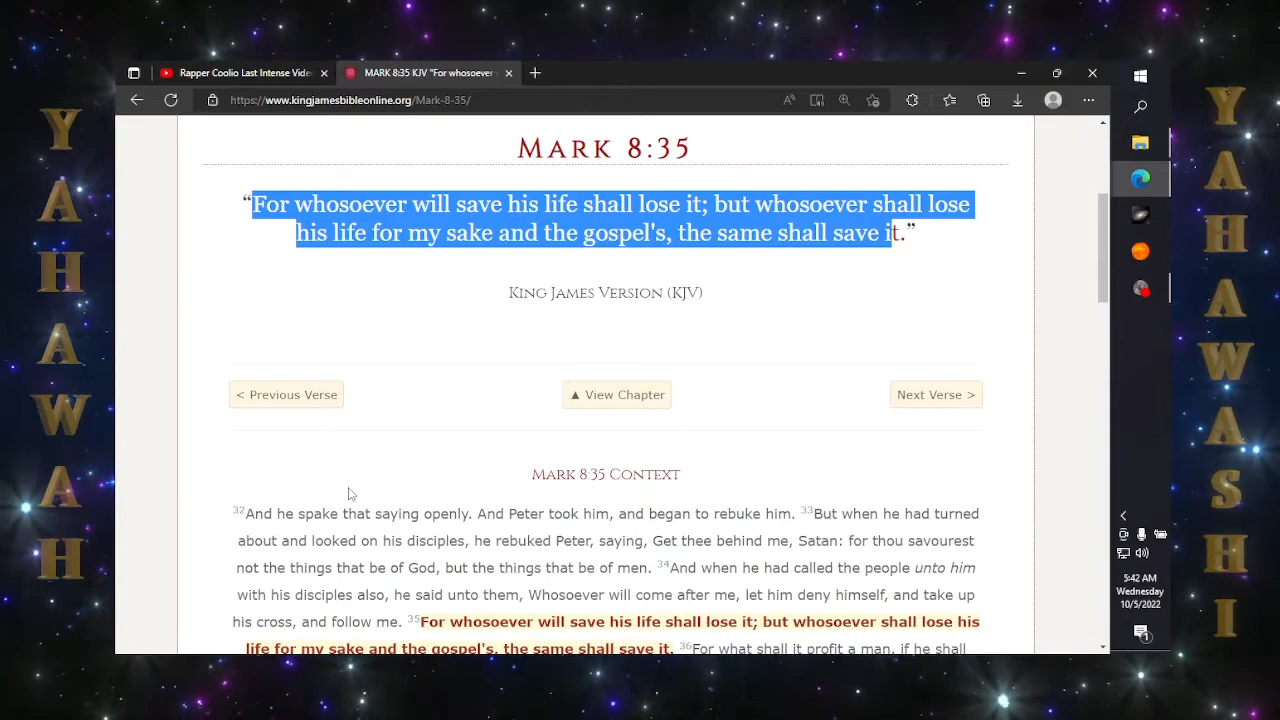 Rapper Coolio Last Intense Vide
MARK 8:35 KJV "For whosoever
https://www.kingjamesbibleonline.org/Mark-8-35/
MARK 8:35
“For whosoever will save his life shall lose it; but whosoever shall lose
his life for my sake and the gospel's, the same shall save it.”
KING JAMES VERSION (KJV)
< Previous Verse
▲ View Chapter
Next Verse >
MARK 8:35 CONTEXT
32And he spake that saying openly. And Peter took him, and began to rebuke him. 33But when he had turned
about and looked on his disciples, he rebuked Peter, saying, Get thee behind me, Satan: for thou savourest
not the things that be of God, but the things that be of men. 34And when he had called the people unto him
with his disciples also, he said unto them, Whosoever will come after me, let him deny himself, and take up
his cross, and follow me. 35For whosoever will save his life shall lose it; but whosoever shall lose his
life for my sake and the gospel's, the same shall save it. 36For what shall it profit a man, if he shall
5:42 AM
Wednesday
10/5/2022
1
YAHAWAH
YAHAWASHI